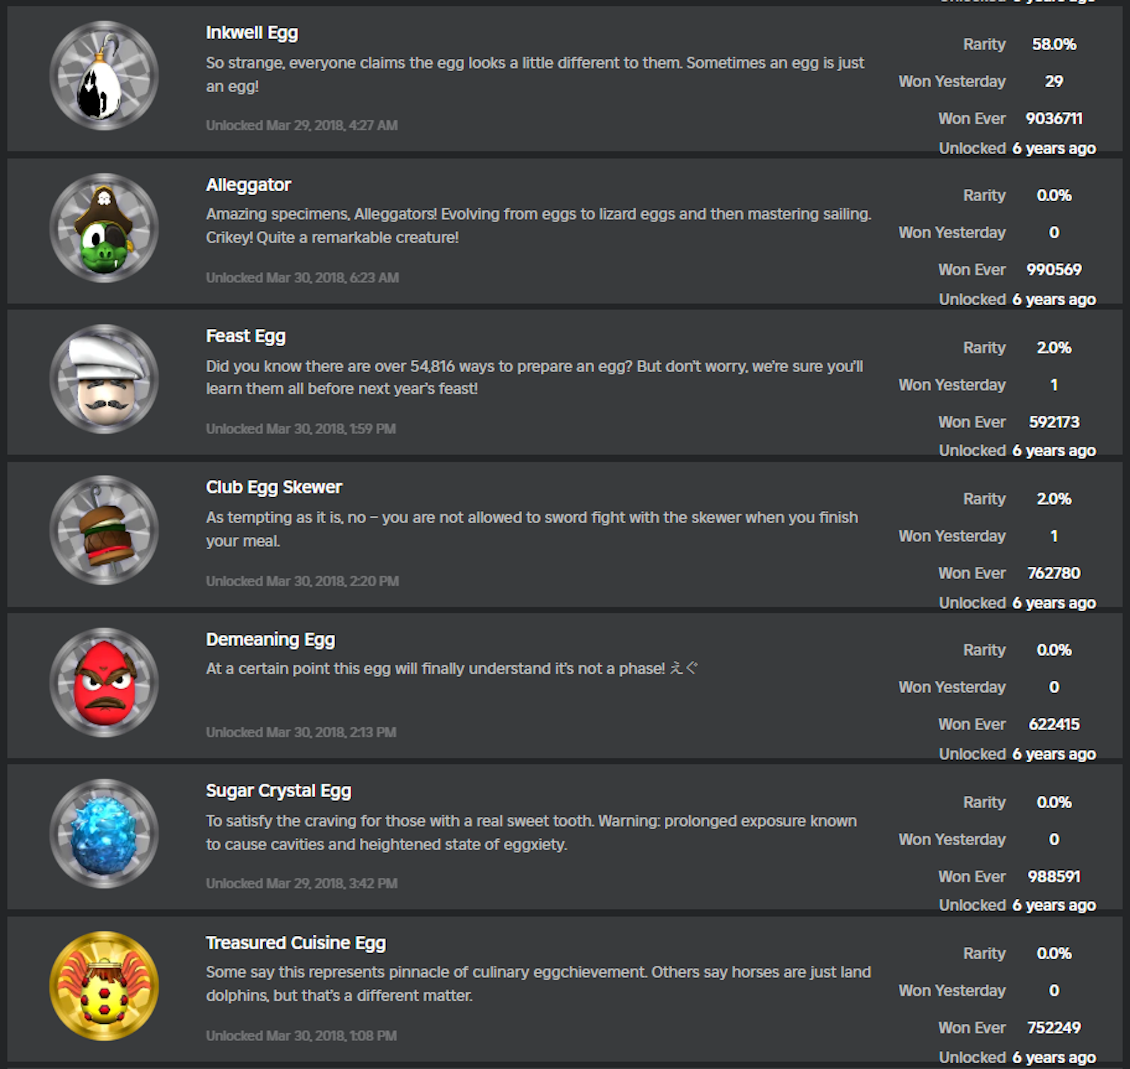 Unlocked 6 years ago
Inkwell Egg
So strange, everyone claims the egg looks a little different to them. Sometimes an egg is just
an egg!
Unlocked Mar 29, 2018, 4:27 AM
Rarity 58.0%
Won Yesterday 29
Won Ever 9036711
Unlocked 6 years ago
Alleggator
Amazing specimens, Alleggators! Evolving from eggs to lizard eggs and then mastering sailing.
Crikey! Quite a remarkable creature!
Unlocked Mar 30, 2018, 6:23 AM
Rarity 0.0%
Won Yesterday 0
Won Ever 990569
Unlocked 6 years ago
Feast Egg
Did you know there are over 54,816 ways to prepare an egg? But don't worry, we're sure you'll
learn them all before next year's feast!
Unlocked Mar 30, 2018, 1:59 PM
Rarity 2.0%
Won Yesterday 1
Won Ever 592173
Unlocked 6 years ago
Club Egg Skewer
As tempting as it is, no – you are not allowed to sword fight with the skewer when you finish
your meal.
Unlocked Mar 30, 2018, 2:20 PM
Rarity 2.0%
Won Yesterday 1
Won Ever 762780
Unlocked 6 years ago
Demeaning Egg
At a certain point this egg will finally understand it's not a phase! えぐ
Unlocked Mar 30, 2018, 2:13 PM
Rarity 0.0%
Won Yesterday 0
Won Ever 622415
Unlocked 6 years ago
Sugar Crystal Egg
To satisfy the craving for those with a real sweet tooth. Warning: prolonged exposure known
to cause cavities and heightened state of eggxiety.
Unlocked Mar 29, 2018, 3:42 PM
Rarity 0.0%
Won Yesterday 0
Won Ever 988591
Unlocked 6 years ago
Treasured Cuisine Egg
Some say this represents pinnacle of culinary eggchievement. Others say horses are just land
dolphins, but that's a different matter.
Unlocked Mar 30, 2018, 1:08 PM
Rarity 0.0%
Won Yesterday 0
Won Ever 752249
Unlocked 6 years ago